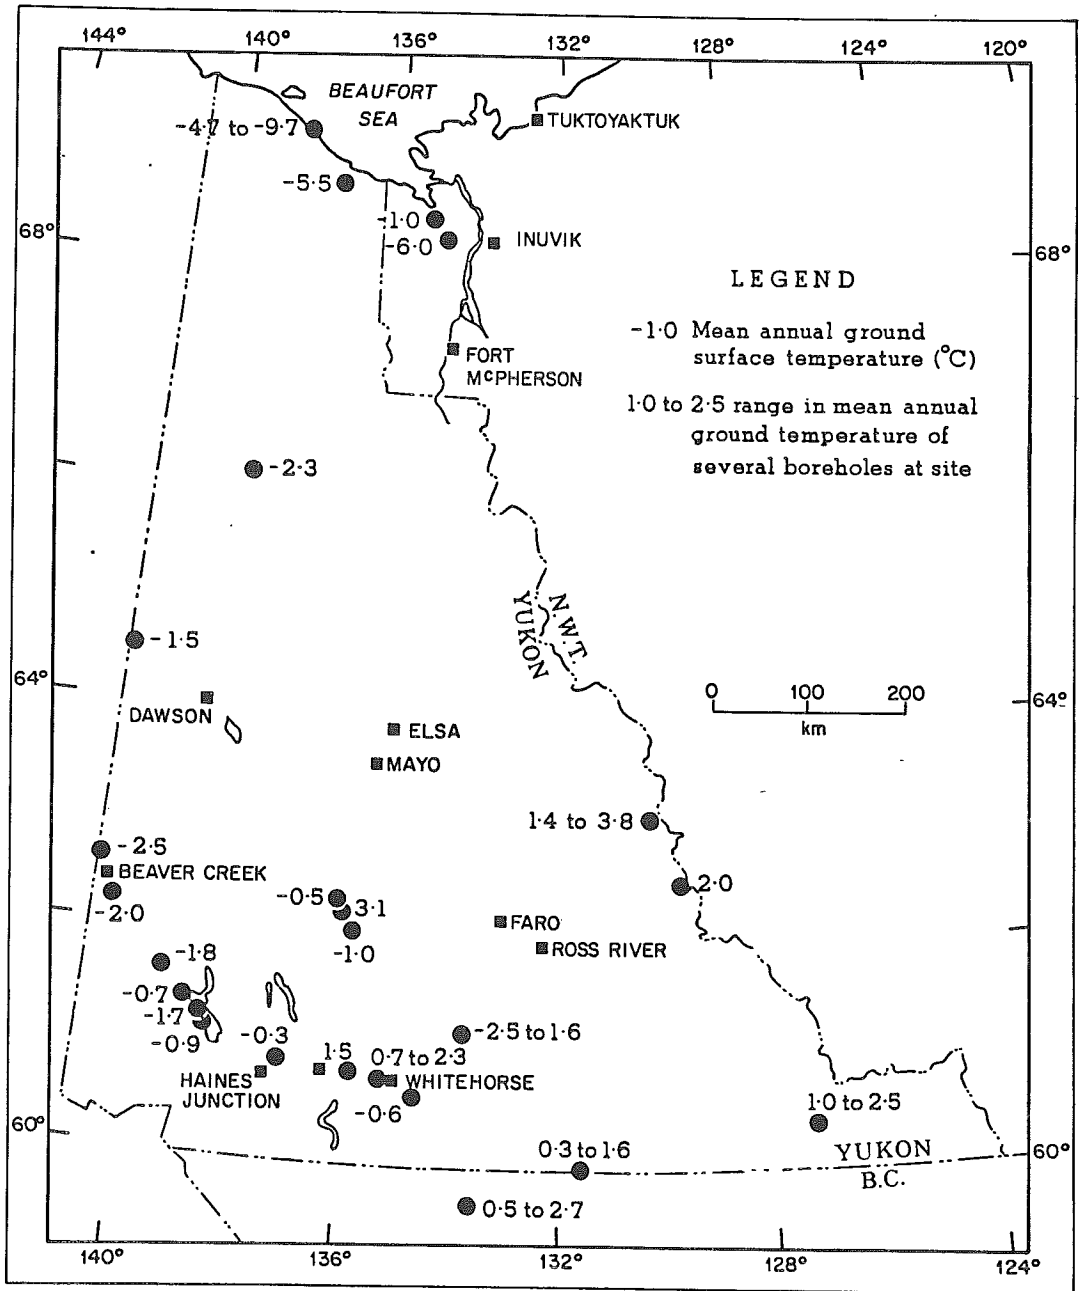 144° 140° 136° 132° 128° 124° 120°
BEAUFORT
SEA
-4·7 to -9·7
TUKTOYAKTUK
-5·5
-1·0
68°
-6·0
INUVIK
68°
LEGEND
-1·0 Mean annual ground
surface temperature (°C)
FORT
McPHERSON
1·0 to 2·5 range in mean annual
ground temperature of
several boreholes at site
-2·3
N.W.T.
YUKON
-1·5
64°
64°
0 100 200
km
DAWSON
ELSA
MAYO
1·4 to 3·8
-2·5
BEAVER CREEK
-2·0
-0·5
3·1
-1·0
2·0
FARO
ROSS RIVER
-1·8
-0·7
-1·7
-0·9
-0·3
-2·5 to 1·6
1·5
0·7 to 2·3
HAINES
JUNCTION
WHITEHORSE
-0·6
1·0 to 2·5
60°
60°
0·3 to 1·6
YUKON
B.C.
0·5 to 2·7
140° 136° 132° 128° 124°